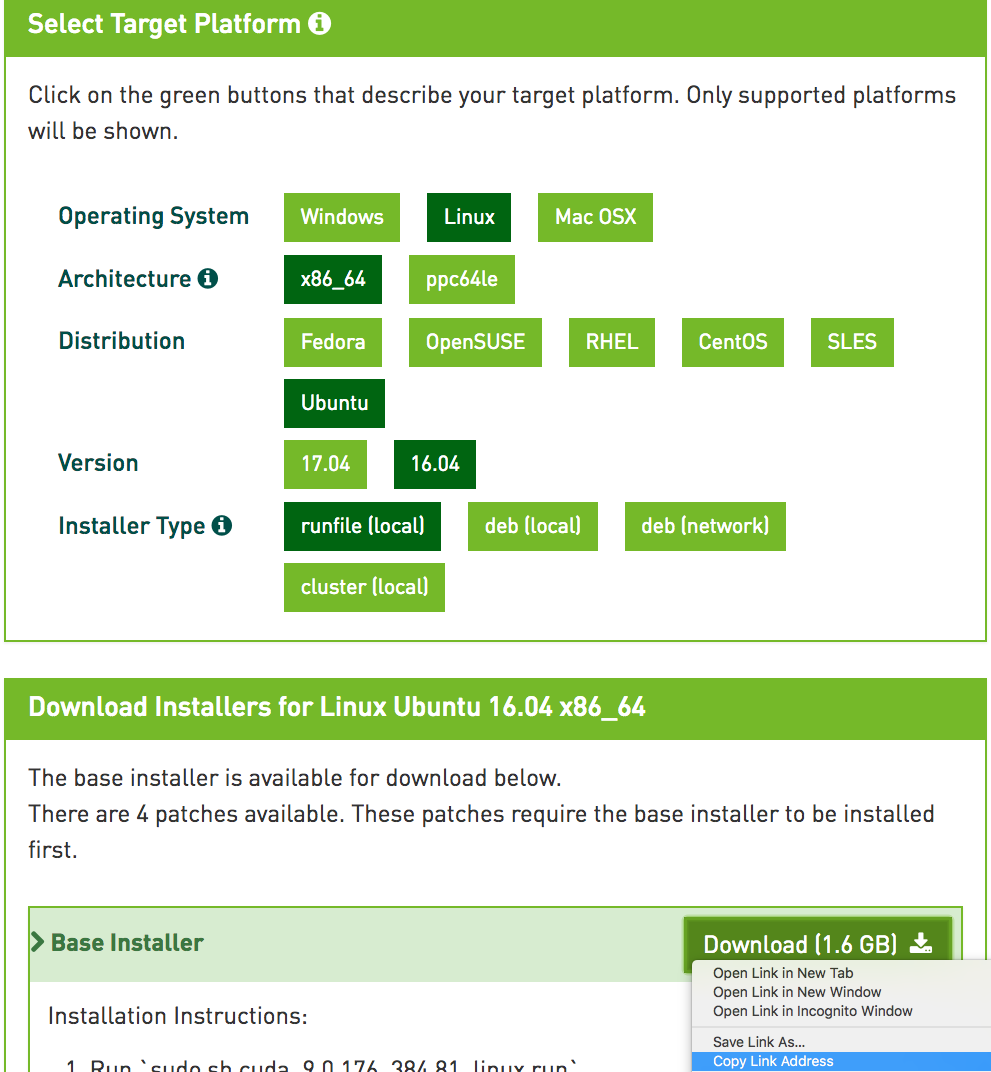 Select Target Platform
Click on the green buttons that describe your target platform. Only supported platforms
will be shown.
Operating System Windows Linux Mac OSX
Architecture x86_64 ppc64le
Distribution Fedora OpenSUSE RHEL CentOS SLES
Ubuntu
Version 17.04 16.04
Installer Type runfile (local) deb (local) deb (network)
cluster (local)
Download Installers for Linux Ubuntu 16.04 x86_64
The base installer is available for download below.
There are 4 patches available. These patches require the base installer to be installed
first.
Base Installer Download (1.6 GB)
Open Link in New Tab
Open Link in New Window
Open Link in Incognito Window
Installation Instructions:
Save Link As...
Copy Link Address
1. Run `sudo sh cuda_9.0.176_384.81_linux.run`